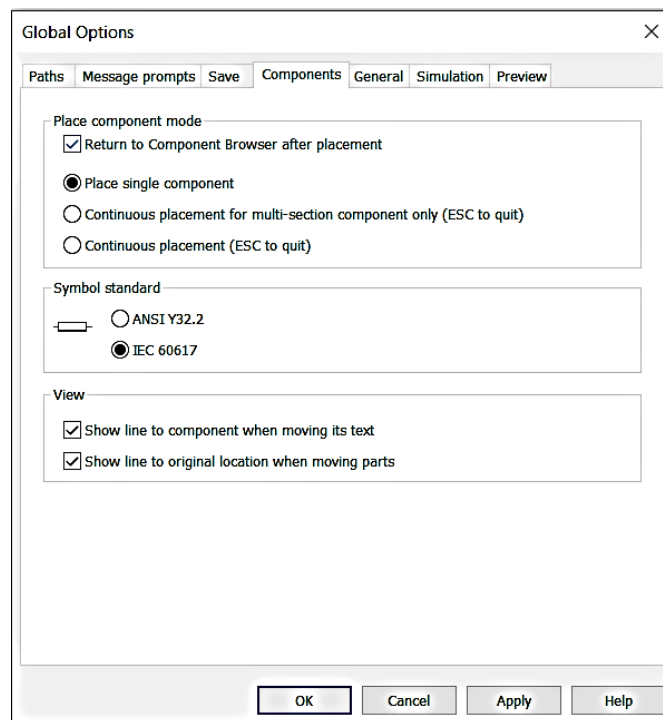 Global Options
Paths Message prompts Save Components General Simulation Preview
Place component mode
Return to Component Browser after placement
Place single component
Continuous placement for multi-section component only (ESC to quit)
Continuous placement (ESC to quit)
Symbol standard
ANSI Y32.2
IEC 60617
View
Show line to component when moving its text
Show line to original location when moving parts
OK Cancel Apply Help